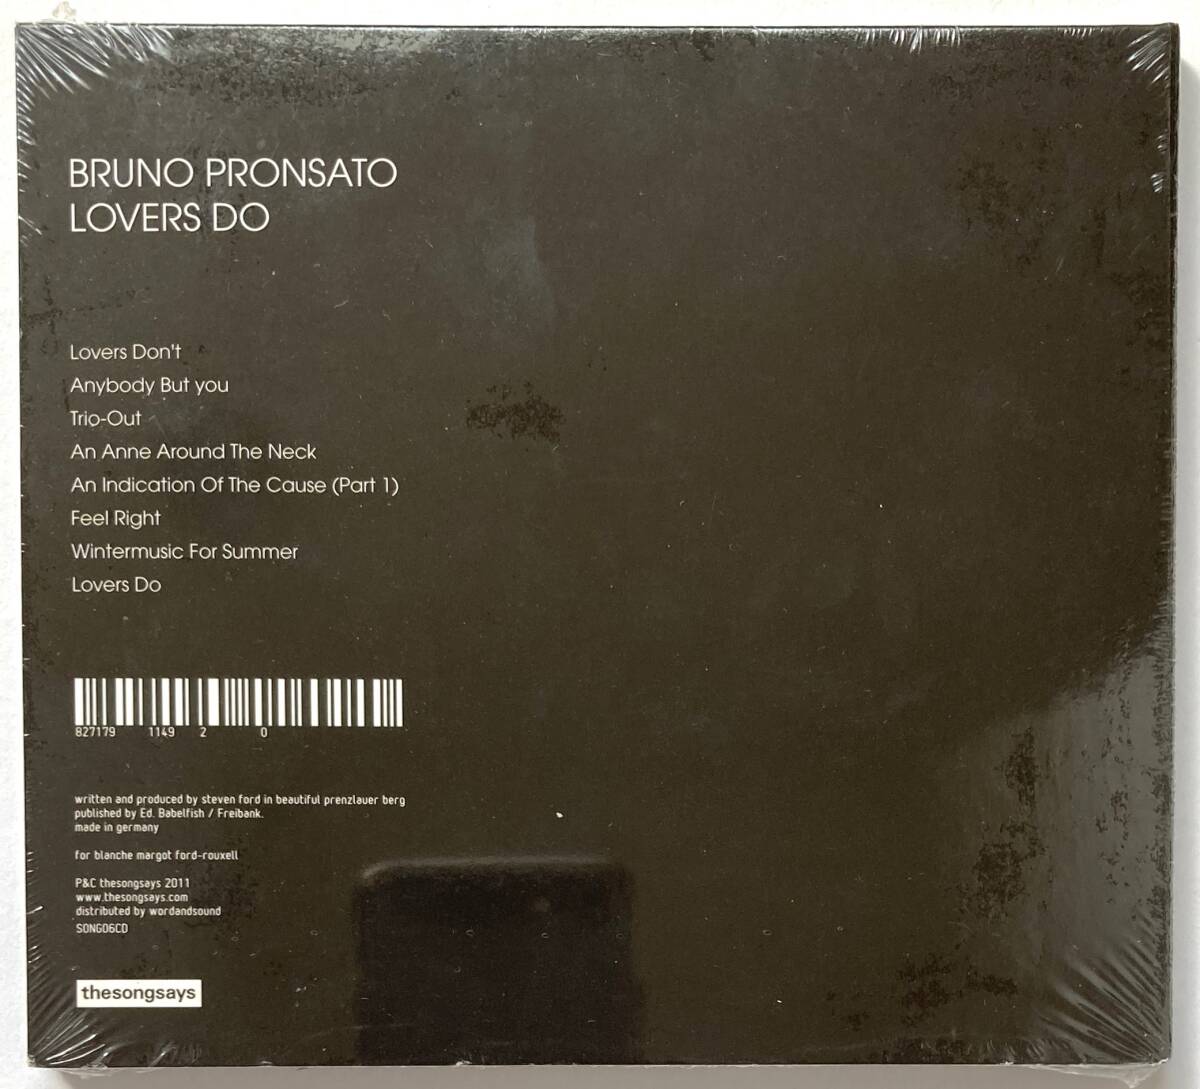 BRUNO PRONSATO
LOVERS DO
Lovers Don't
Anybody But you
Trio-Out
An Anne Around The Neck
An Indication Of The Cause (Part 1)
Feel Right
Wintermusic For Summer
Lovers Do
827179 1149 2 0
written and produced by steven ford in beautiful prenzlauer berg
published by Ed. Babelfish / Freibank.
made in germany
for blanche margot ford-rouxell
P&C thesongsays 2011
www.thesongsays.com
distributed by wordandsound
SONG06CD
thesongsays